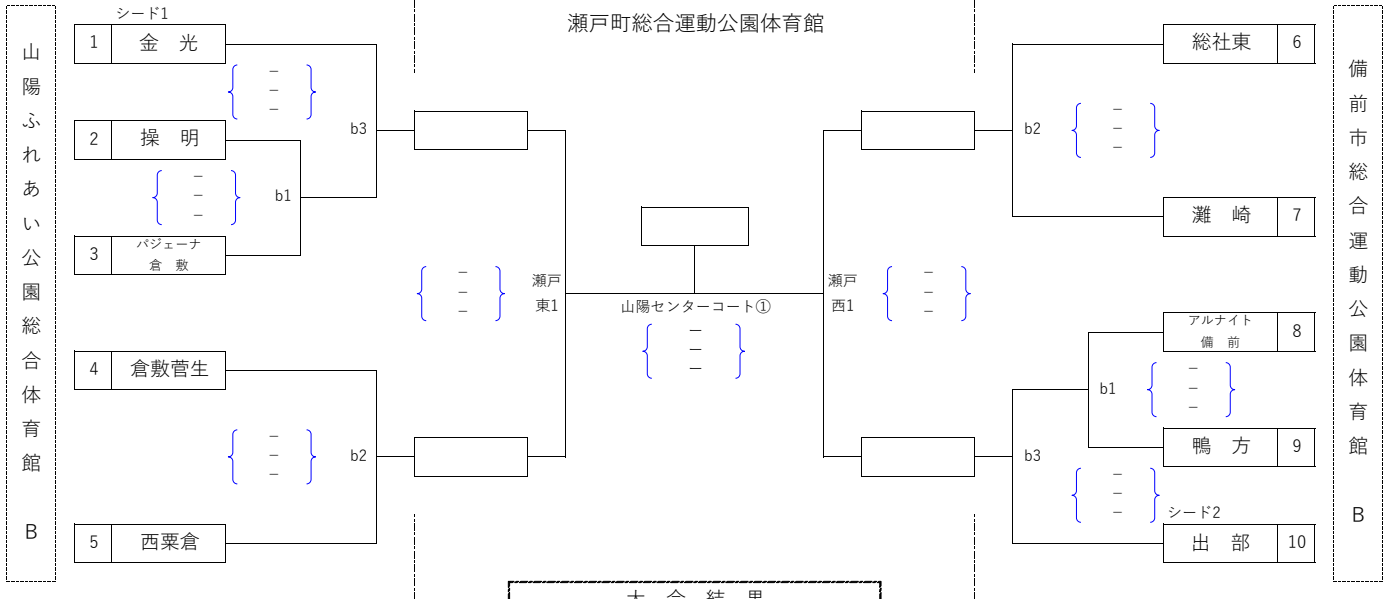 山陽ふれあい公園総合体育館 B
シード1
1 金 光
2 操 明
3 パジェーナ
倉 敷
4 倉敷菅生
5 西粟倉
－
－
－
b3
－
－
－
b1
－
－
－
b2
瀬戸町総合運動公園体育館
－
－
－
瀬戸
東1
山陽センターコート①
－
－
－
瀬戸
西1
－
－
－
総社東 6
b2
－
－
－
灘 崎 7
アルナイト
備 前 8
b1
－
－
－
鴨 方 9
b3
－
－
－
シード2
出 部 10
備前市総合運動公園体育館 B
大 会 結 果